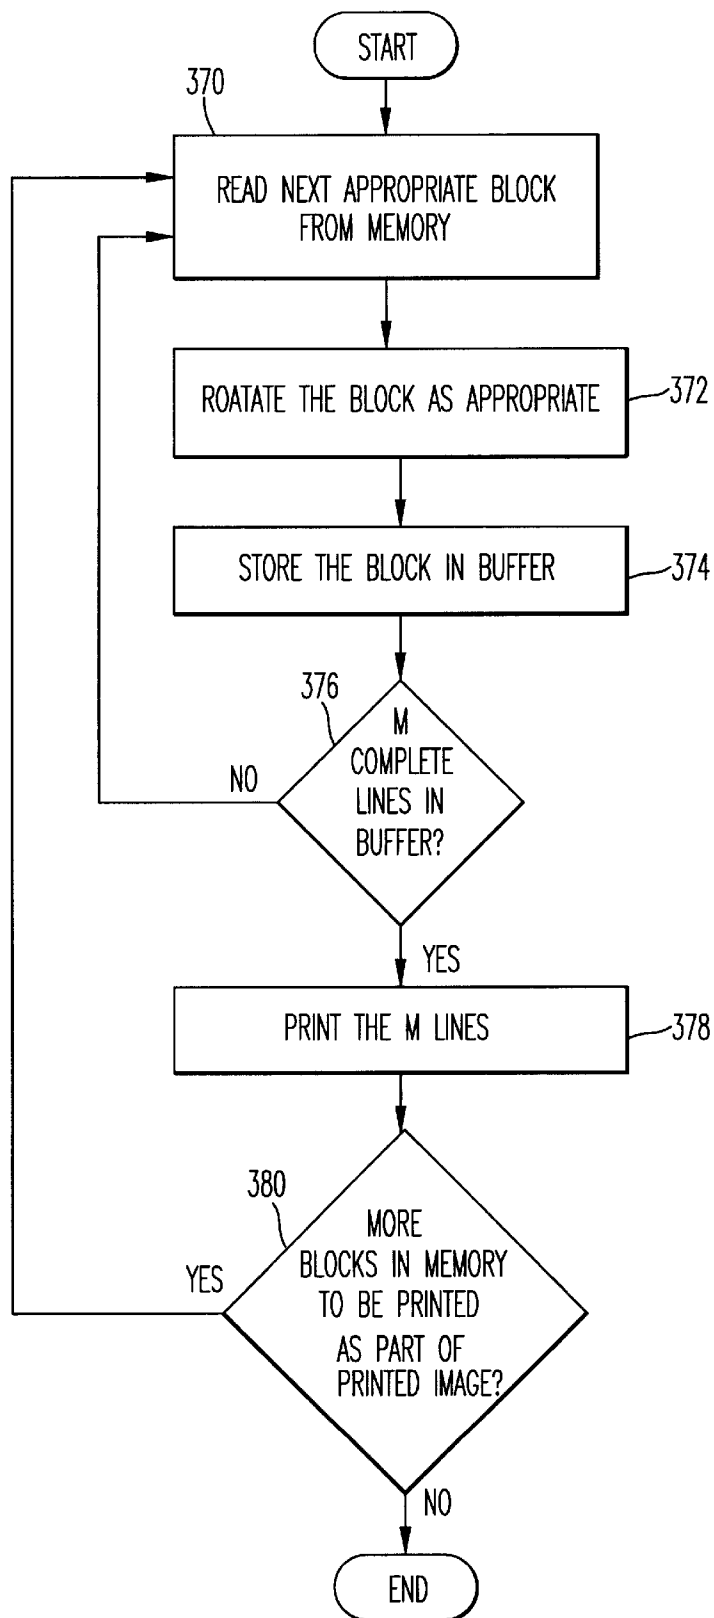 START
370
READ NEXT APPROPRIATE BLOCK
FROM MEMORY
ROATATE THE BLOCK AS APPROPRIATE
372
STORE THE BLOCK IN BUFFER
374
376
M
COMPLETE
LINES IN
BUFFER?
NO
YES
PRINT THE M LINES
378
380
MORE
BLOCKS IN MEMORY
TO BE PRINTED
AS PART OF
PRINTED IMAGE?
YES
NO
END